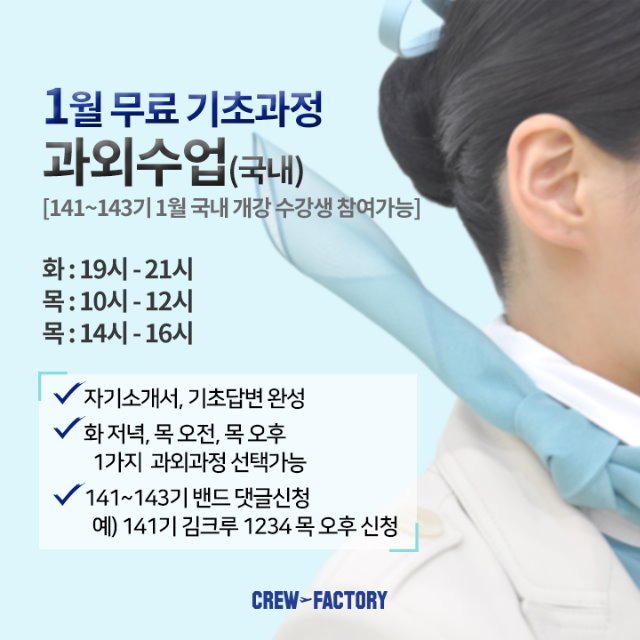 1월 무료 기초과정
과외수업(국내)
[141~143기 1월 국내 개강 수강생 참여가능]
화 : 19시 - 21시
목 : 10시 - 12시
목 : 14시 - 16시
자기소개서, 기초답변 완성
화 저녁, 목 오전, 목 오후
1가지 과외과정 선택가능
141~143기 밴드 댓글신청
예) 141기 김크루 1234 목 오후 신청
CREW FACTORY